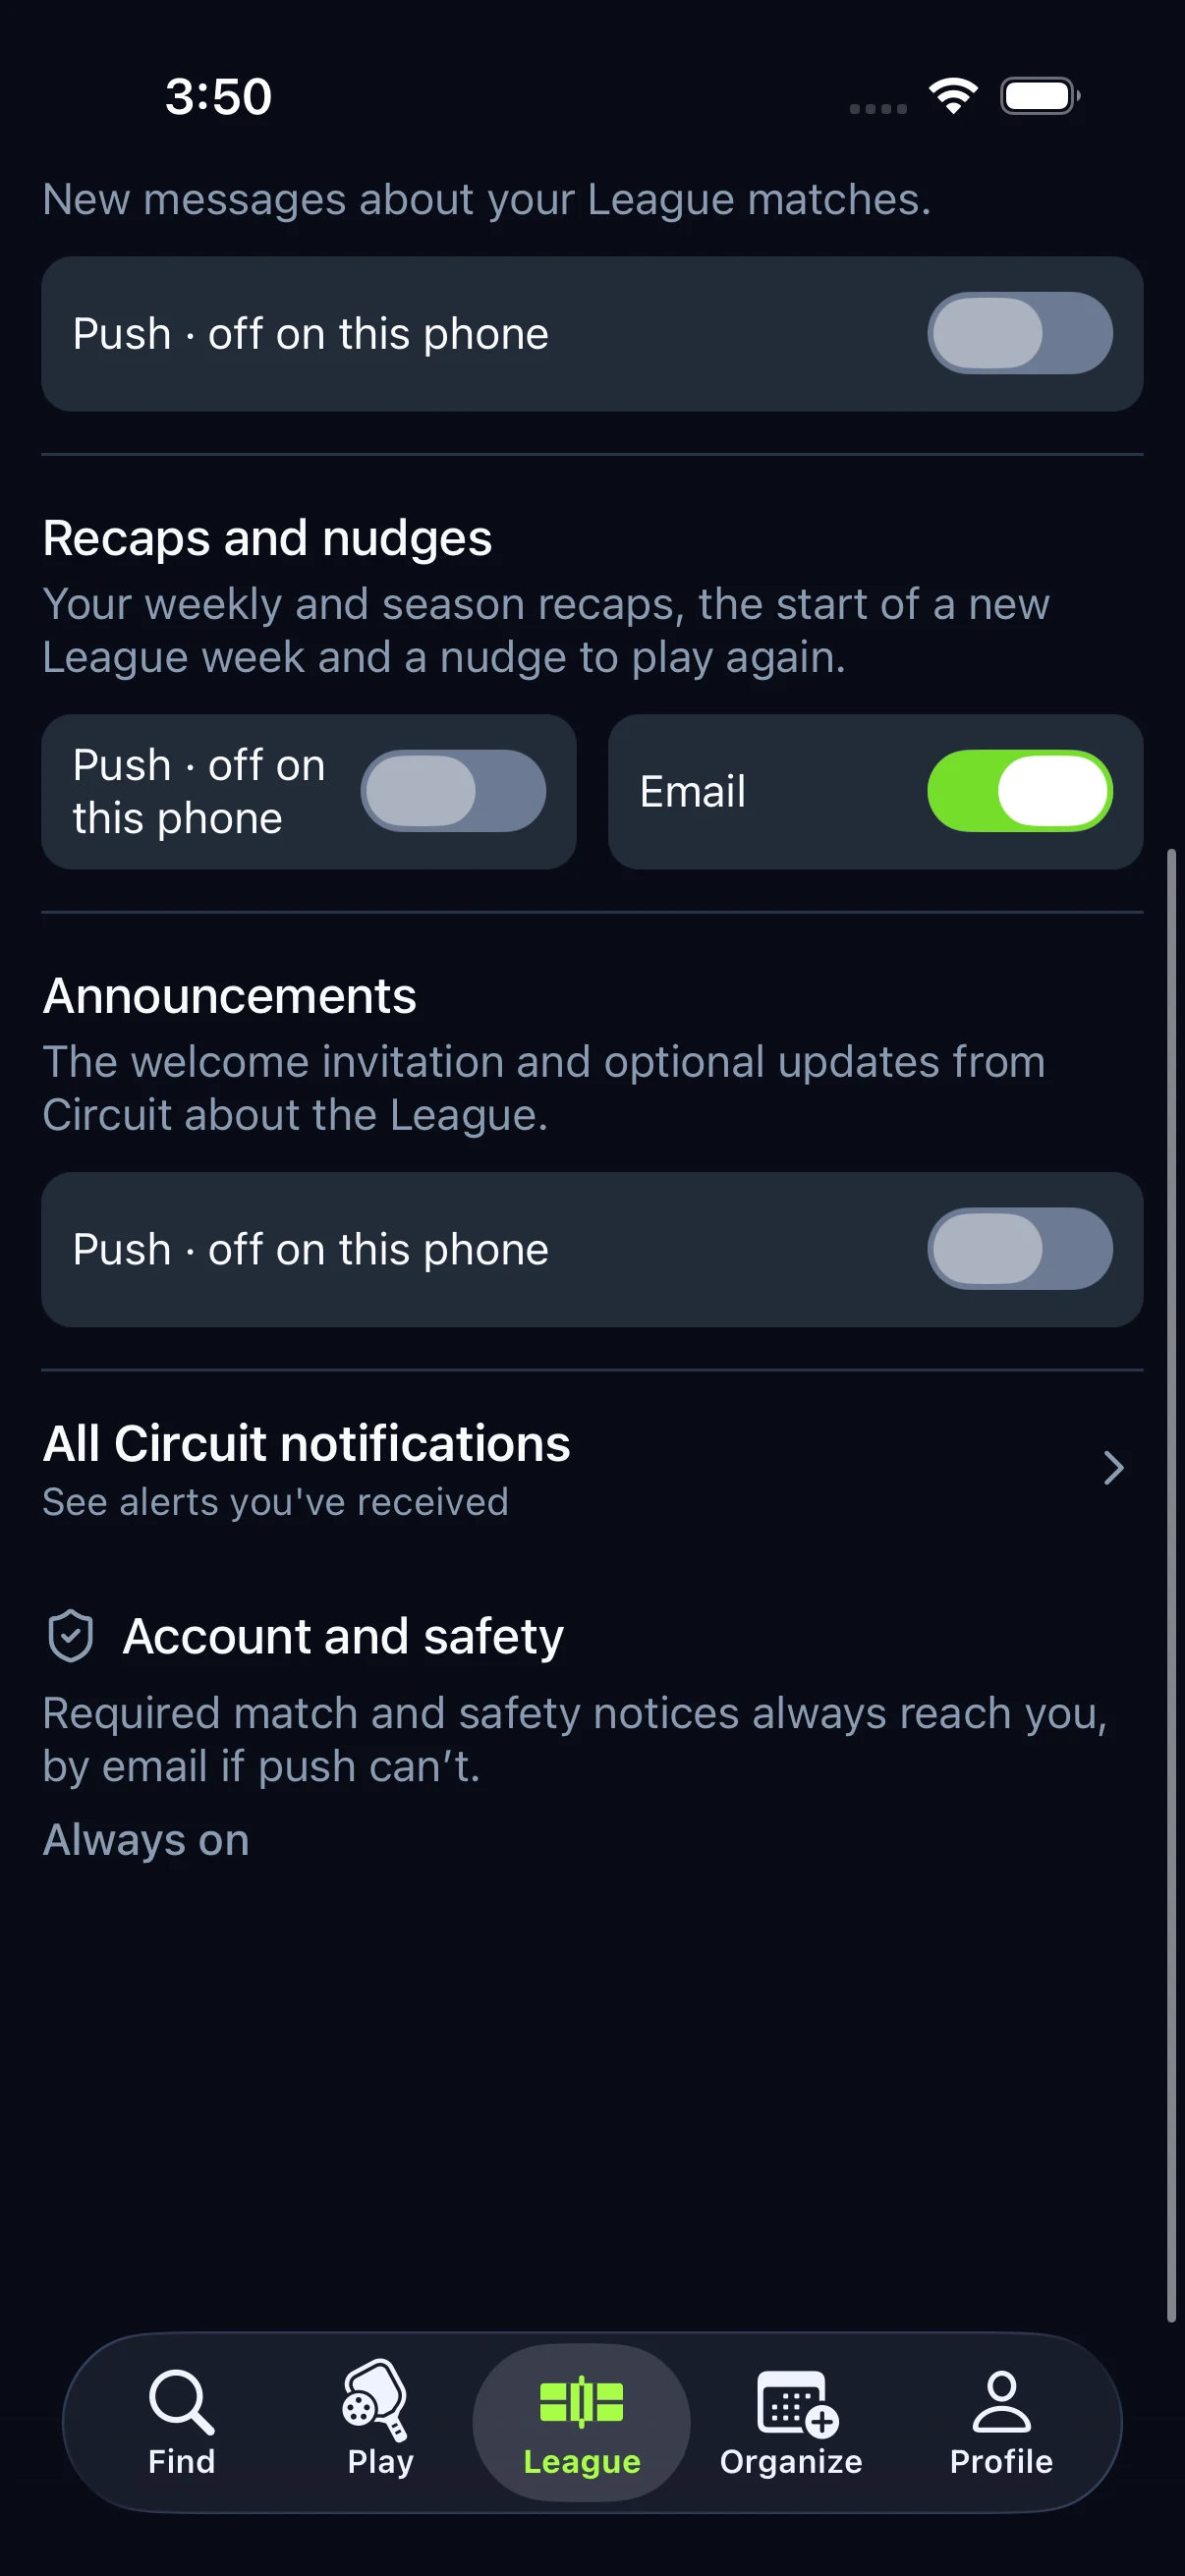 3:50
New messages about your League matches.
Push · off on this phone
Recaps and nudges
Your weekly and season recaps, the start of a new
League week and a nudge to play again.
Push · off on
this phone
Email
Announcements
The welcome invitation and optional updates from
Circuit about the League.
Push · off on this phone
All Circuit notifications
See alerts you've received
Account and safety
Required match and safety notices always reach you,
by email if push can’t.
Always on
Find
Play
League
Organize
Profile